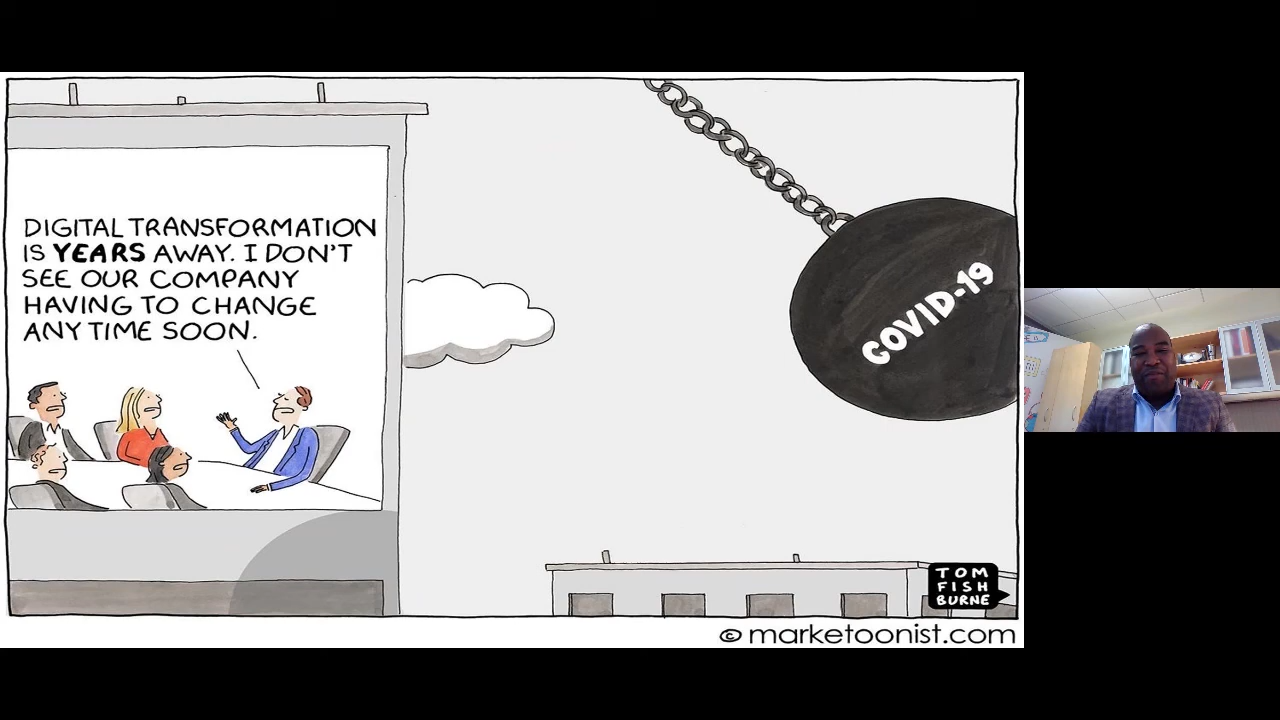 DIGITAL TRANSFORMATION
IS YEARS AWAY. I DON'T
SEE OUR COMPANY
HAVING TO CHANGE
ANY TIME SOON.
COVID-19
TOM
FISH
BURNE
© marketoonist.com